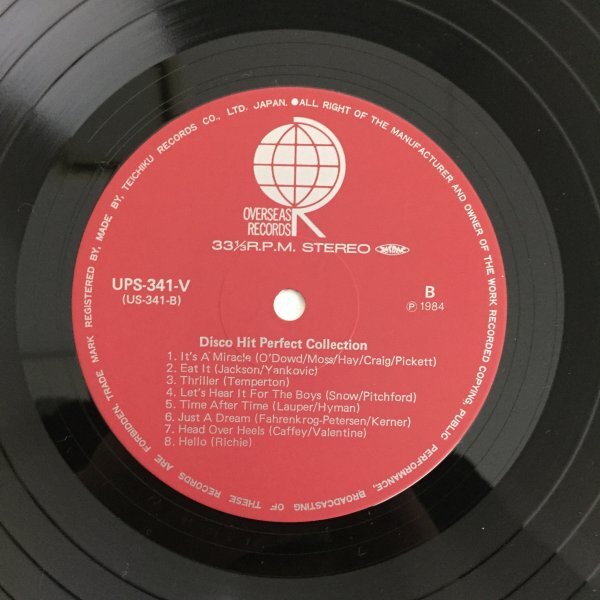 TRADE MARK REGISTERED BY, MADE BY, TEICHIKU RECORDS CO., LTD. JAPAN. ●ALL RIGHT OF THE MANUFACTURER AND OWNER OF THE WORK RECORDED COPYING, PUBLIC PERFORMANCE, BROADCASTING OF THESE RECORDS ARE FORBIDDEN.
OVERSEAS
RECORDS
33⅓R.P.M. STEREO
UPS-341-V
(US-341-B)
B
Ⓟ 1984
Disco Hit Perfect Collection
1. It's A Miracle (O'Dowd/Moss/Hay/Craig/Pickett)
2. Eat It (Jackson/Yankovic)
3. Thriller (Temperton)
4. Let's Hear It For The Boys (Snow/Pitchford)
5. Time After Time (Lauper/Hyman)
6. Just A Dream (Fahrenkrog-Petersen/Kerner)
7. Head Over Heels (Caffey/Valentine)
8. Hello (Richie)